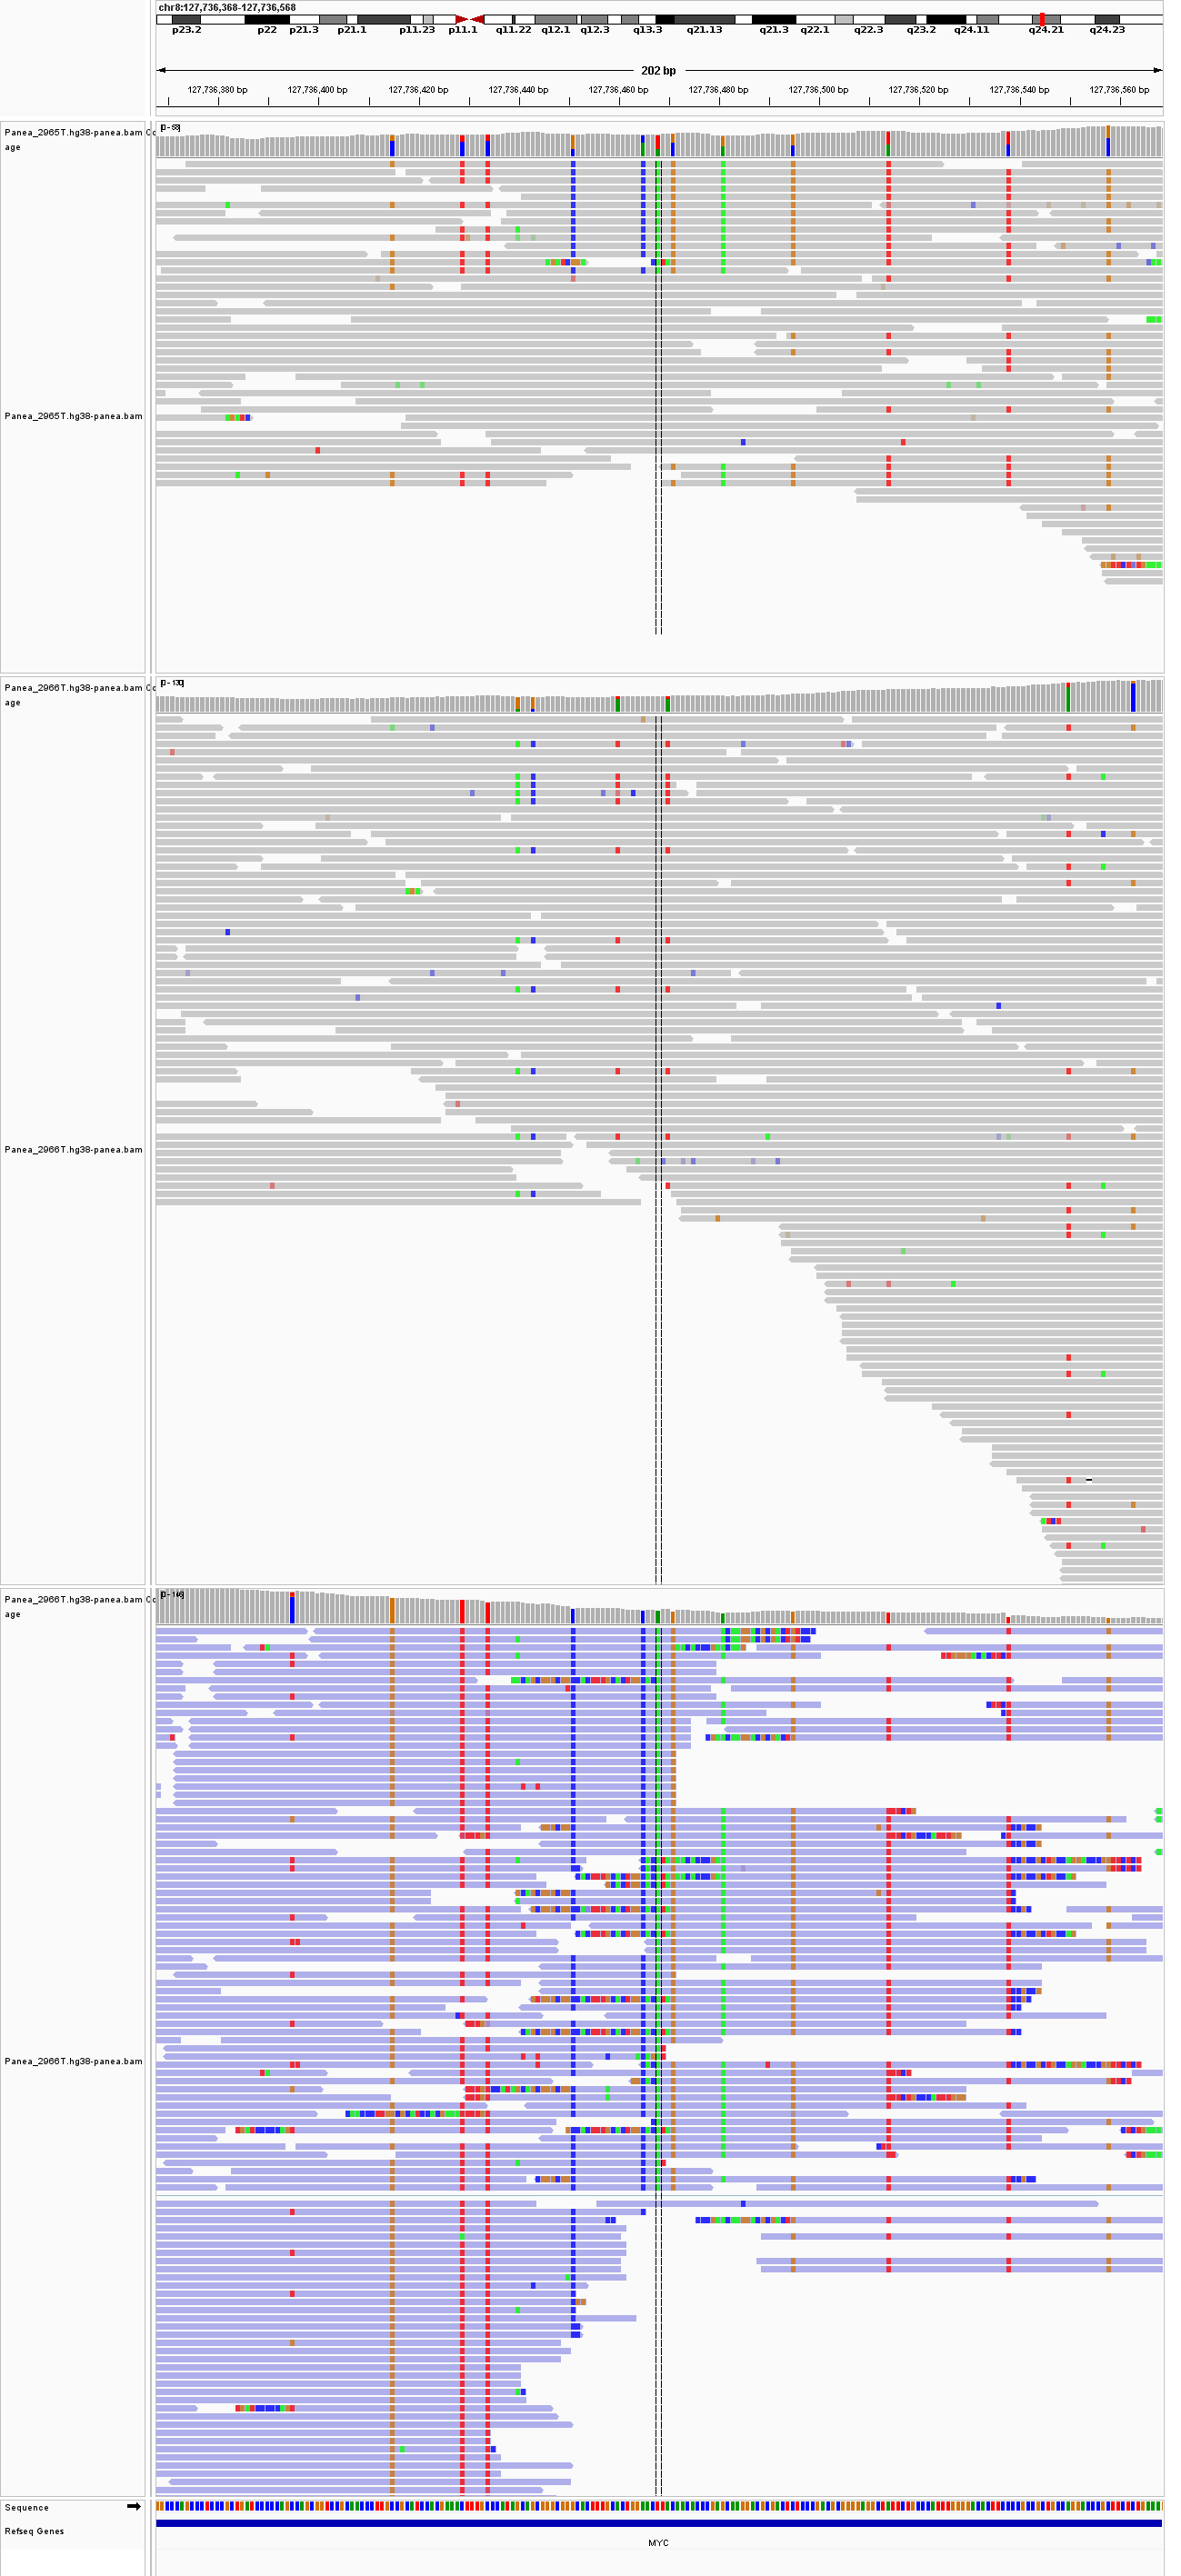 chr8:127,736,368-127,736,568
p23.2 p22 p21.3 p21.1 p11.23 p11.1 q11.22 q12.1 q12.3 q13.3 q21.13 q21.3 q22.1 q22.3 q23.2 q24.11 q24.21 q24.23
202 bp
127,736,380 bp 127,736,400 bp 127,736,420 bp 127,736,440 bp 127,736,460 bp 127,736,480 bp 127,736,500 bp 127,736,520 bp 127,736,540 bp 127,736,560 bp
Panea_2965T.hg38-panea.bam
age
Panea_2965T.hg38-panea.bam
Panea_2966T.hg38-panea.bam
age
[0 - 130]
Panea_2966T.hg38-panea.bam
Panea_2966T.hg38-panea.bam
age
Panea_2966T.hg38-panea.bam
Sequence
Refseq Genes
MYC